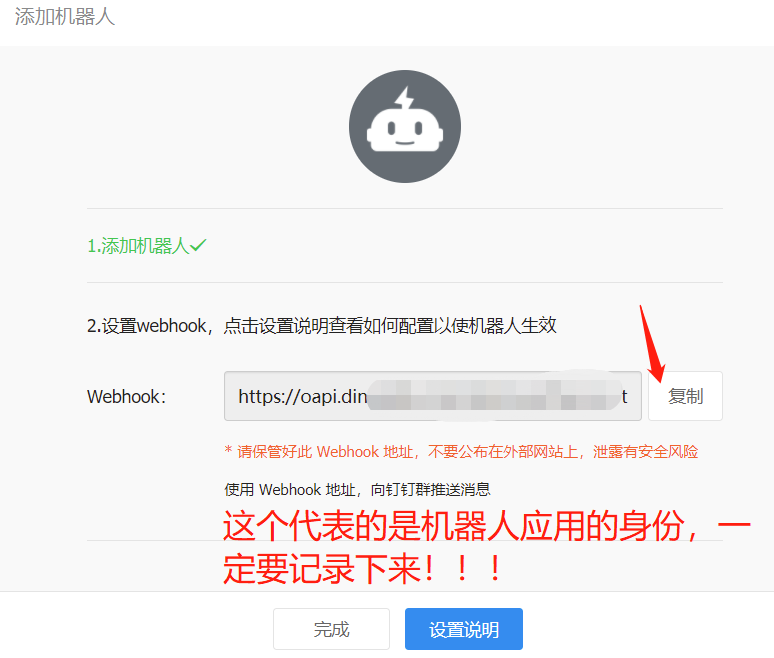 添加机器人
1.添加机器人
2.设置webhook，点击设置说明查看如何配置以使机器人生效
Webhook： https://oapi.din t 复制
* 请保管好此 Webhook 地址，不要公布在外部网站上，泄露有安全风险
使用 Webhook 地址，向钉钉群推送消息
这个代表的是机器人应用的身份，一
定要记录下来！！！
完成 设置说明